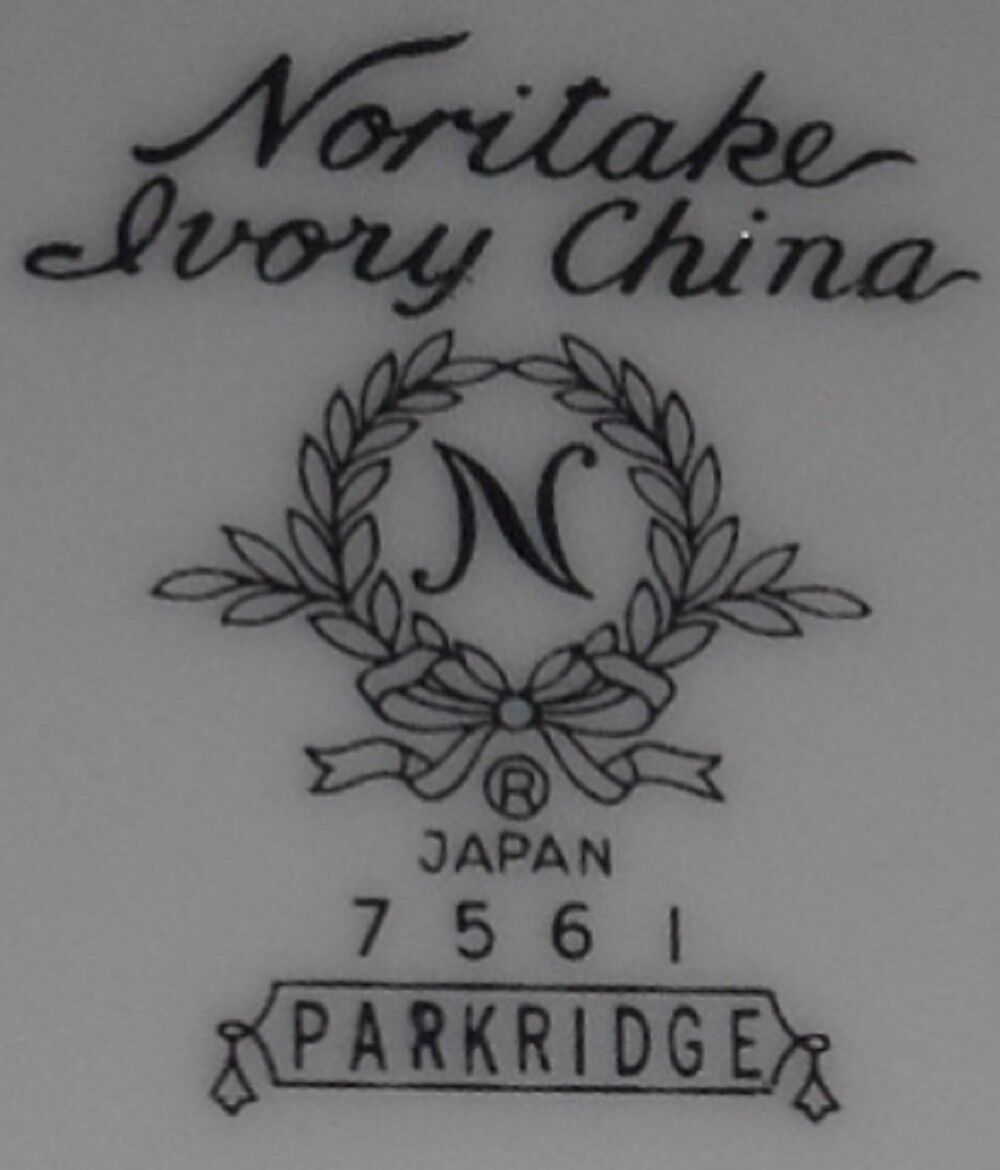 Noritake
Ivory China
N
®
JAPAN
7561
PARKRIDGE